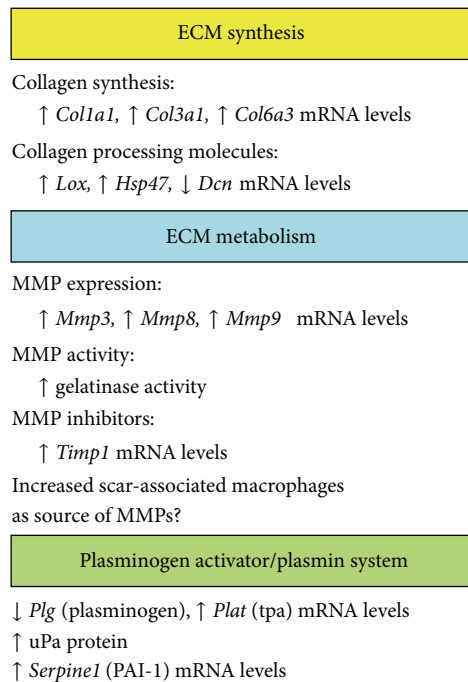 ECM synthesis
Collagen synthesis:
↑ Col1a1, ↑ Col3a1, ↑ Col6a3 mRNA levels
Collagen processing molecules:
↑ Lox, ↑ Hsp47, ↓ Dcn mRNA levels
ECM metabolism
MMP expression:
↑ Mmp3, ↑ Mmp8, ↑ Mmp9 mRNA levels
MMP activity:
↑ gelatinase activity
MMP inhibitors:
↑ Timp1 mRNA levels
Increased scar-associated macrophages
as source of MMPs?
Plasminogen activator/plasmin system
↓ Plg (plasminogen), ↑ Plat (tpa) mRNA levels
↑ uPa protein
↑ Serpine1 (PAI-1) mRNA levels